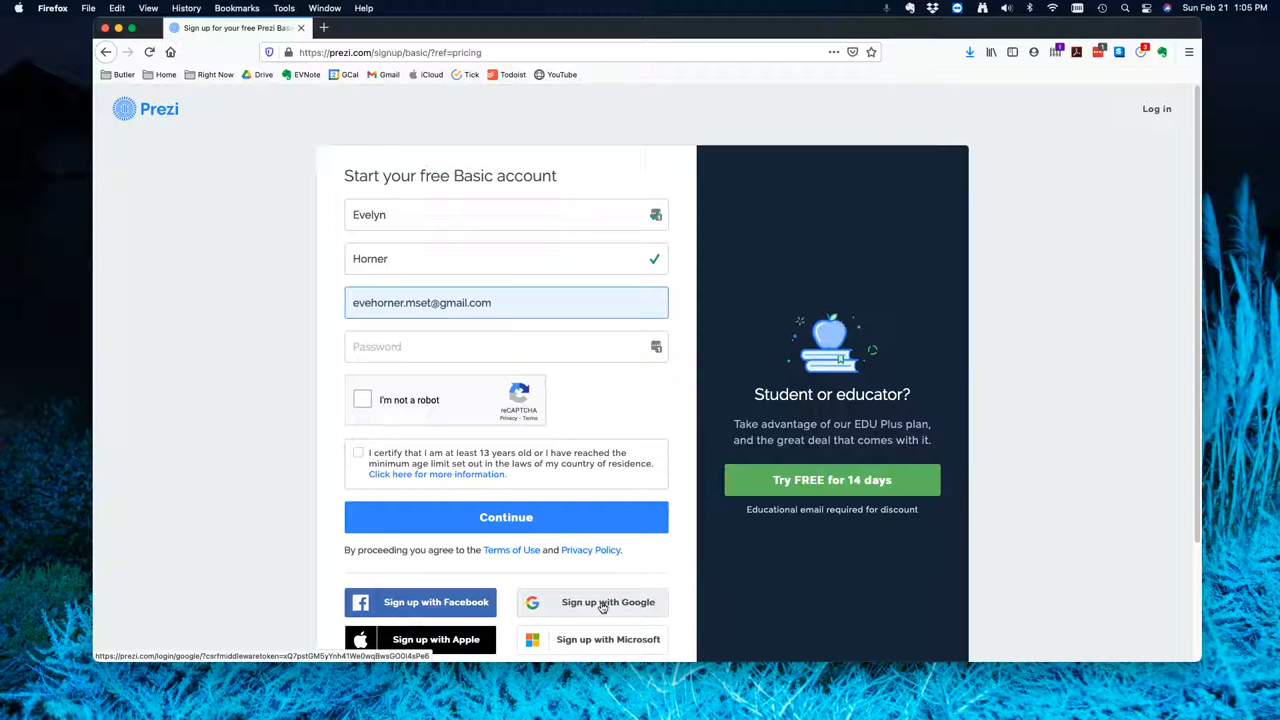 Firefox File Edit View History Bookmarks Tools Window Help Sun Feb 21 1:05 PM
Sign up for your free Prezi Bas
https://prezi.com/signup/basic/?ref=pricing
Butler Home Right Now Drive EVNote GCal Gmail iCloud Tick Todoist YouTube
Prezi
Log in
Start your free Basic account
Evelyn
Horner
evehorner.mset@gmail.com
Password
I'm not a robot
reCAPTCHA
Privacy - Terms
I certify that I am at least 13 years old or I have reached the
minimum age limit set out in the laws of my country of residence.
Click here for more information.
Continue
By proceeding you agree to the Terms of Use and Privacy Policy.
Sign up with Facebook
Sign up with Google
Sign up with Apple
Sign up with Microsoft
Student or educator?
Take advantage of our EDU Plus plan,
and the great deal that comes with it.
Try FREE for 14 days
Educational email required for discount